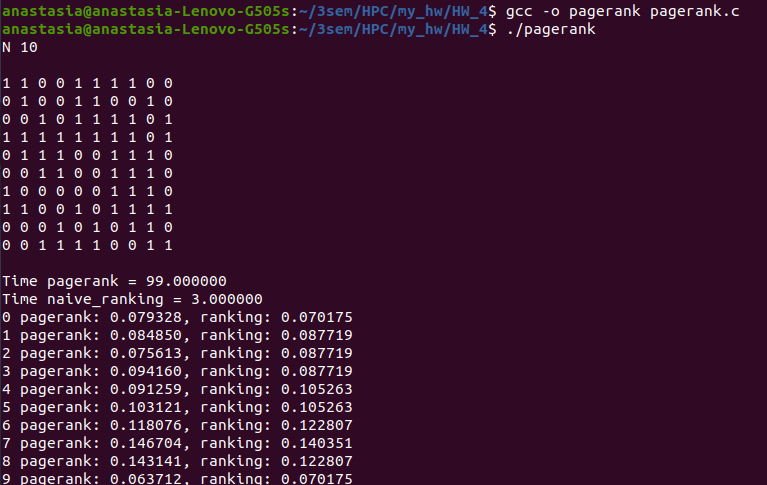 anastasia@anastasia-Lenovo-G505s:~/3sem/HPC/my_hw/HW_4$ gcc -o pagerank pagerank.c
anastasia@anastasia-Lenovo-G505s:~/3sem/HPC/my_hw/HW_4$ ./pagerank
N 10
1 1 0 0 1 1 1 1 0 0
0 1 0 0 1 1 0 0 1 0
0 0 1 0 1 1 1 1 0 1
1 1 1 1 1 1 1 1 0 1
0 1 1 1 0 0 1 1 1 0
0 0 1 1 0 0 1 1 1 0
1 0 0 0 0 0 1 1 1 0
1 1 0 0 1 0 1 1 1 1
0 0 0 1 0 1 0 1 1 0
0 0 1 1 1 1 0 0 1 1
Time pagerank = 99.000000
Time naive_ranking = 3.000000
0 pagerank: 0.079328, ranking: 0.070175
1 pagerank: 0.084850, ranking: 0.087719
2 pagerank: 0.075613, ranking: 0.087719
3 pagerank: 0.094160, ranking: 0.087719
4 pagerank: 0.091259, ranking: 0.105263
5 pagerank: 0.103121, ranking: 0.105263
6 pagerank: 0.118076, ranking: 0.122807
7 pagerank: 0.146704, ranking: 0.140351
8 pagerank: 0.143141, ranking: 0.122807
9 pagerank: 0.063712, ranking: 0.070175